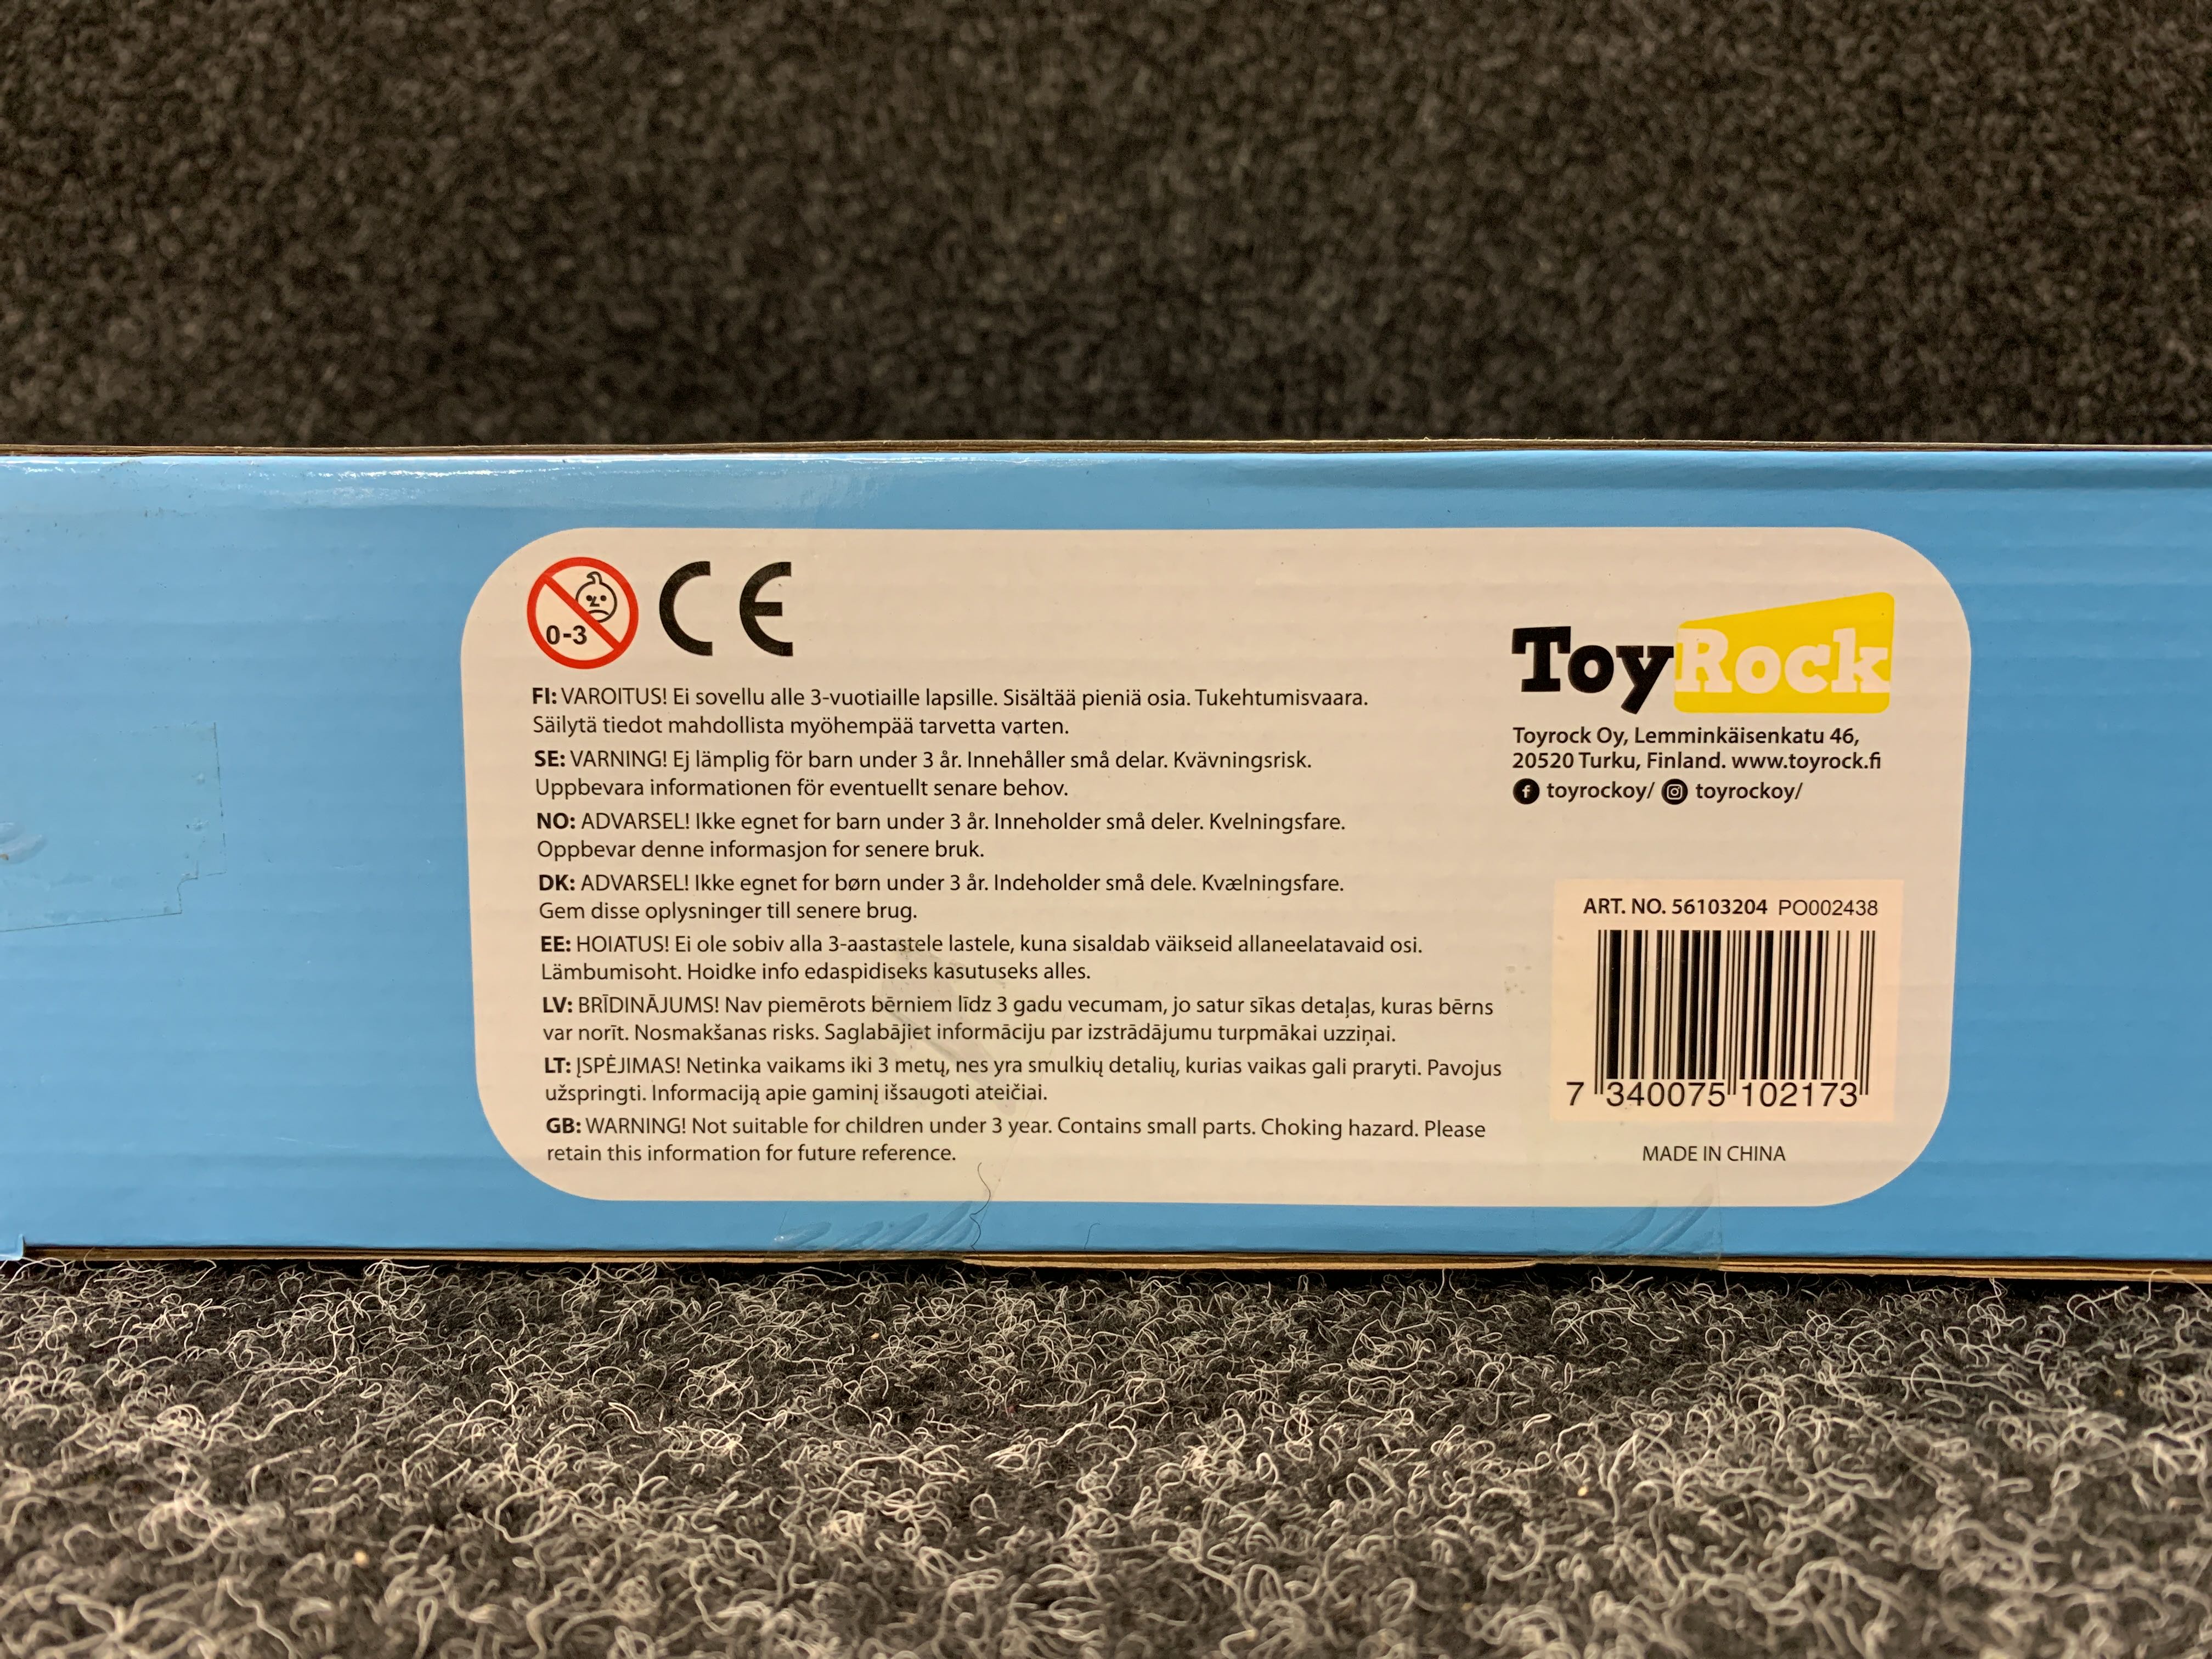 0-3
CE
FI: VAROITUS! Ei sovellu alle 3-vuotiaille lapsille. Sisältää pieniä osia. Tukehtumisvaara.
Säilytä tiedot mahdollista myöhempää tarvetta varten.
SE: VARNING! Ej lämplig för barn under 3 år. Innehåller små delar. Kvävningsrisk.
Uppbevara informationen för eventuellt senare behov.
NO: ADVARSEL! Ikke egnet for barn under 3 år. Inneholder små deler. Kvelningsfare.
Oppbevar denne informasjon for senere bruk.
DK: ADVARSEL! Ikke egnet for børn under 3 år. Indeholder små dele. Kvælningsfare.
Gem disse oplysninger till senere brug.
EE: HOIATUS! Ei ole sobiv alla 3-aastastele lastele, kuna sisaldab väikseid allaneelatavaid osi.
Lämbumisoht. Hoidke info edaspidiseks kasutuseks alles.
LV: BRĪDINĀJUMS! Nav piemērots bērniem līdz 3 gadu vecumam, jo satur sīkas detaļas, kuras bērns
var norīt. Nosmakšanas risks. Saglabājiet informāciju par izstrādājumu turpmākai uzziņai.
LT: ĮSPĖJIMAS! Netinka vaikams iki 3 metų, nes yra smulkių detalių, kurias vaikas gali praryti. Pavojus
užspringti. Informaciją apie gaminį išsaugoti ateičiai.
GB: WARNING! Not suitable for children under 3 year. Contains small parts. Choking hazard. Please
retain this information for future reference.
ToyRock
Toyrock Oy, Lemminkäisenkatu 46,
20520 Turku, Finland. www.toyrock.fi
toyrockoy/ toyrockoy/
ART. NO. 56103204 PO002438
7 340075 102173
MADE IN CHINA